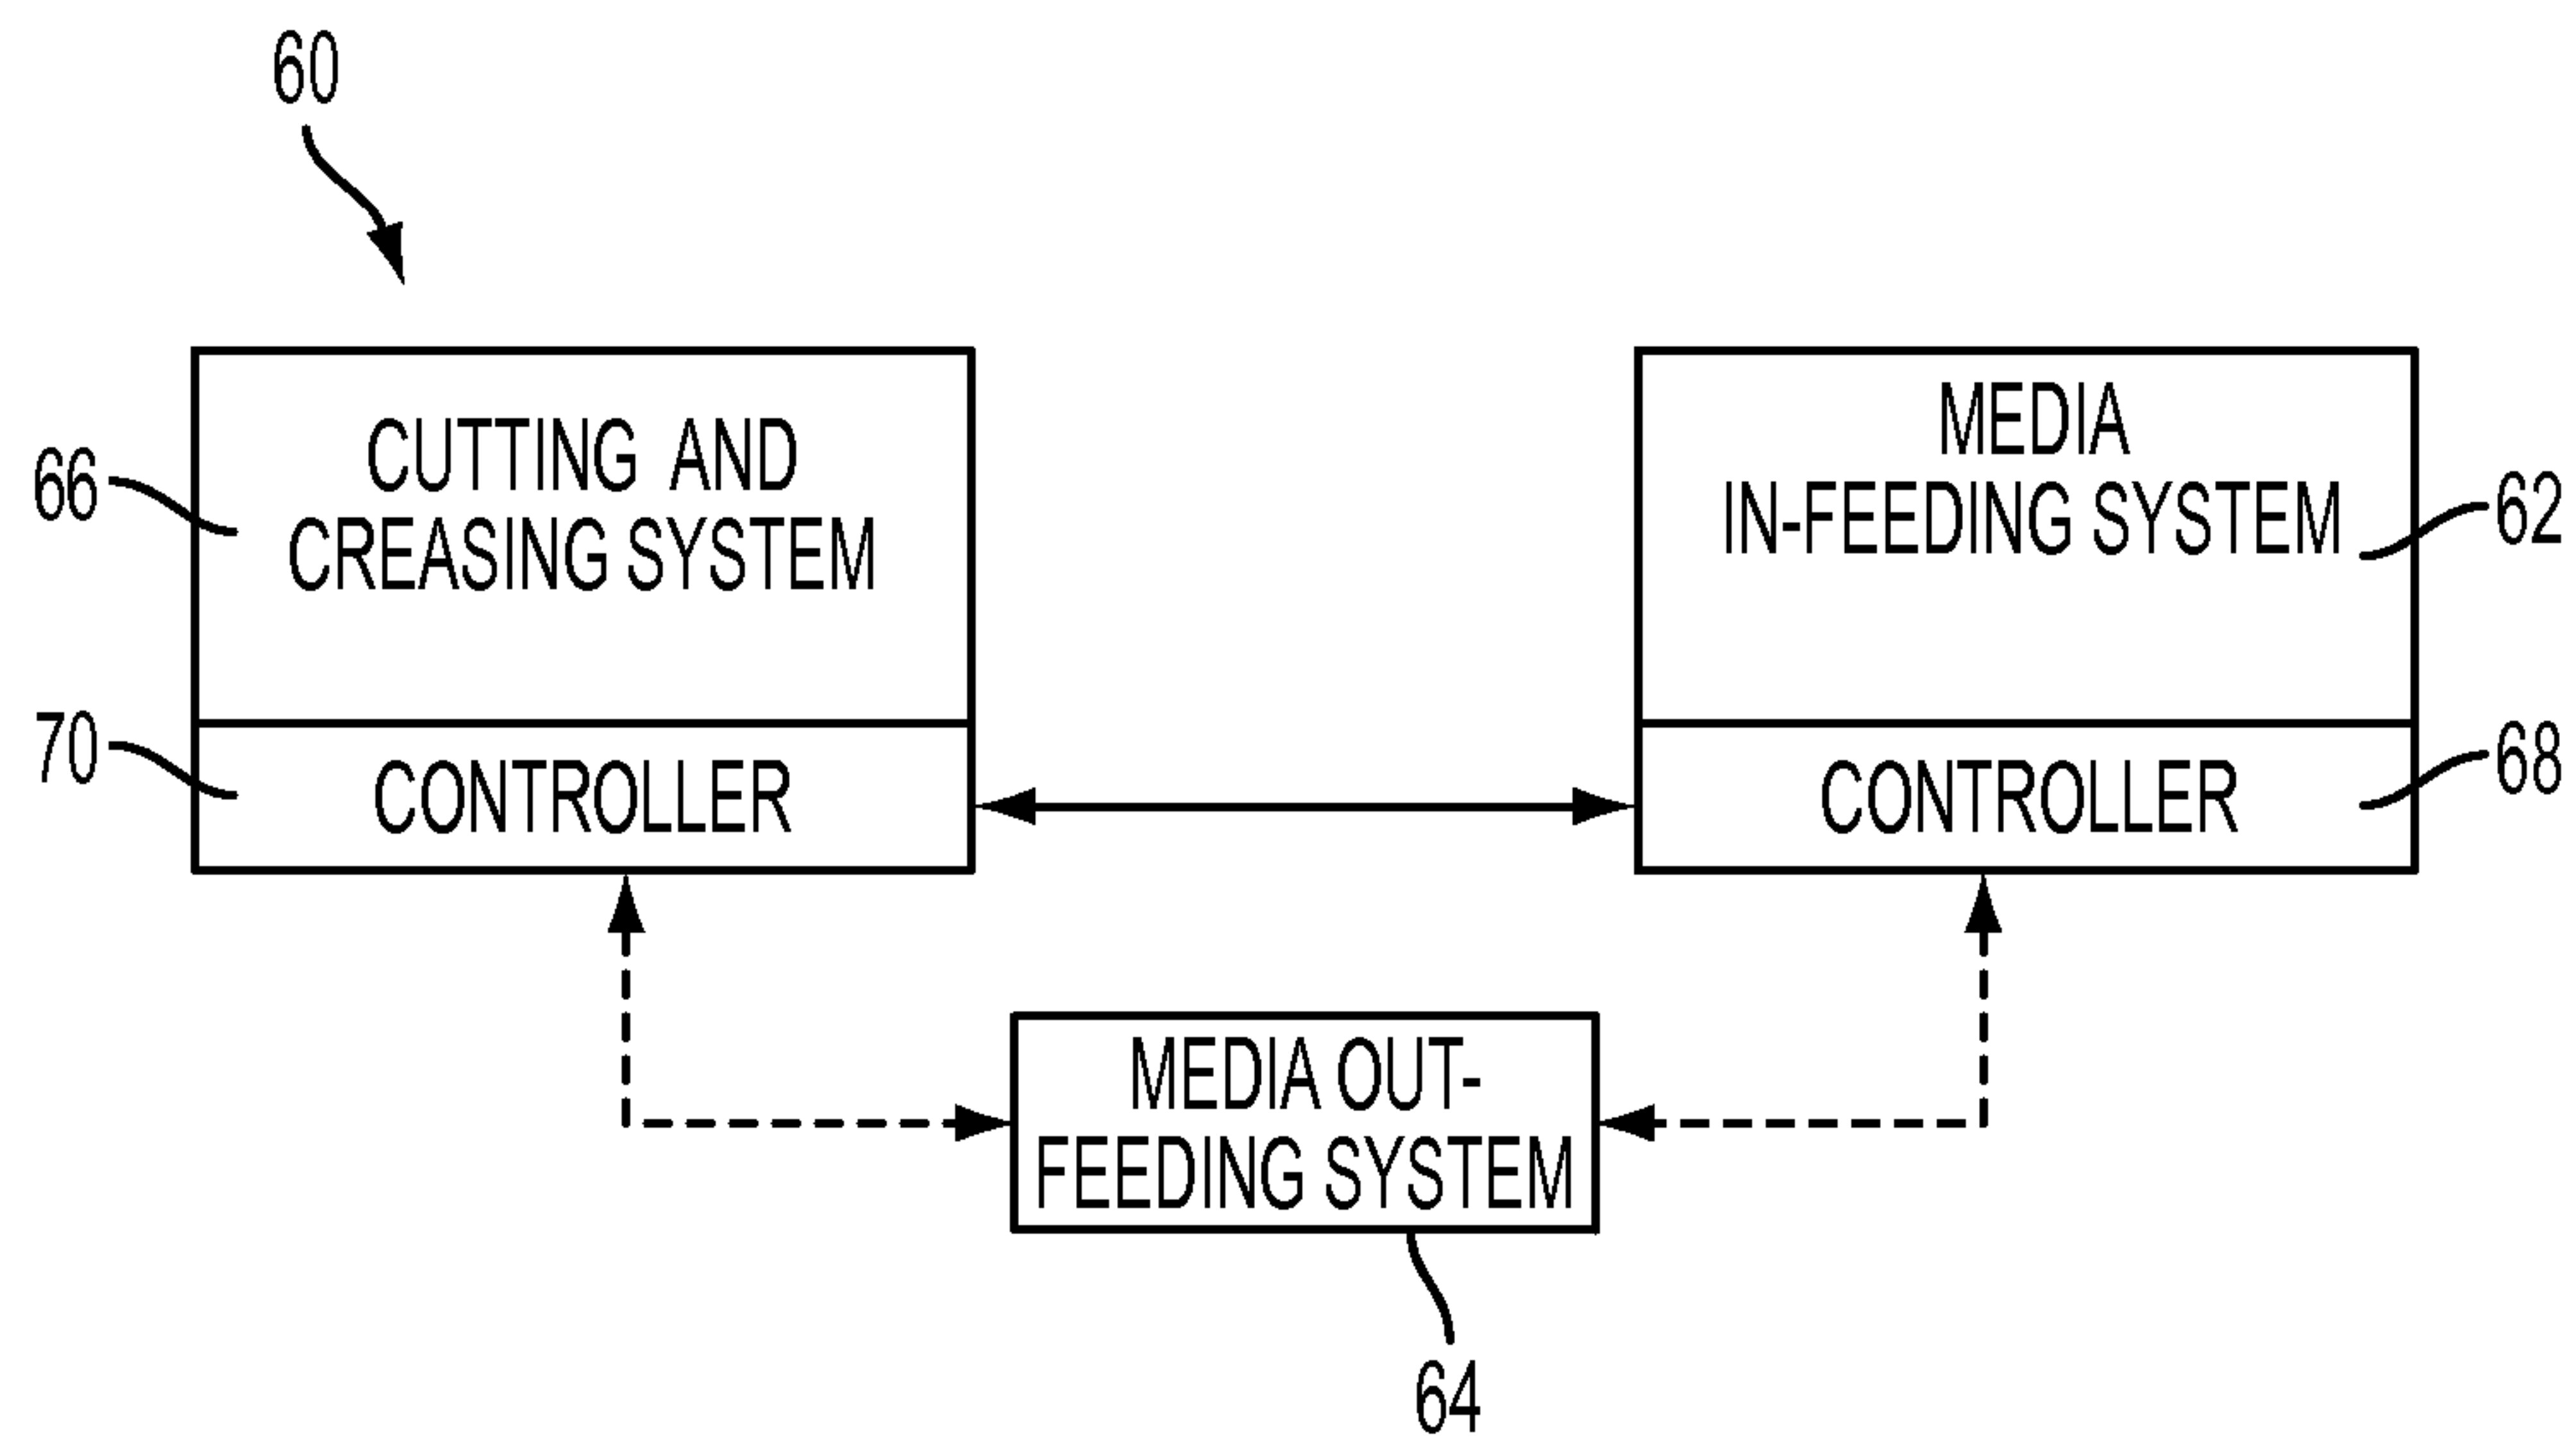 60
CUTTING AND
CREASING SYSTEM
66
CONTROLLER
70
MEDIA
IN-FEEDING SYSTEM
62
CONTROLLER
68
MEDIA OUT-
FEEDING SYSTEM
64